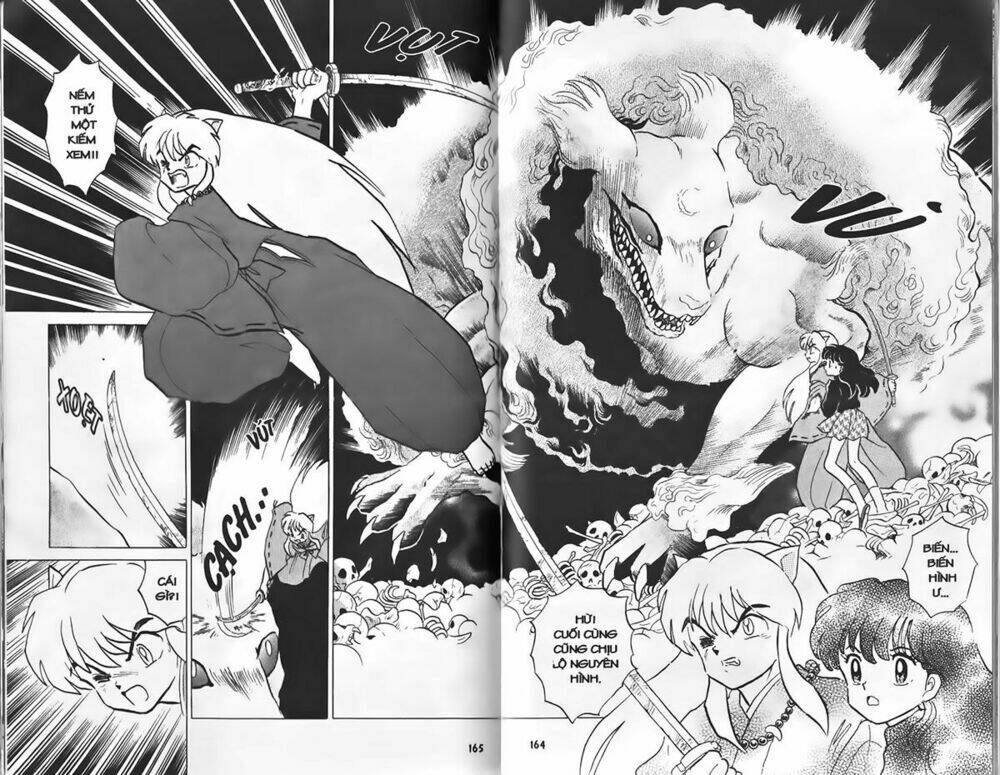 VÙ
BIẾN...
BIẾN
HÌNH
Ư...
HỪ!
CUỐI CÙNG
CŨNG CHỊU
LỘ NGUYÊN
HÌNH.
164
VỤT
NẾM
THỬ
MỘT
KIẾM
XEM!!
VÚT
CẠCH...
XOẸT
CÁI
GÌ?!
165